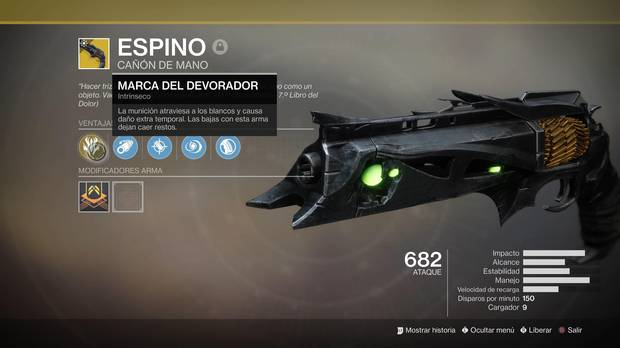 ESPINO
CAÑÓN DE MANO
"Hacer triz
MARCA DEL DEVORADOR
o como un
Intrínseco
objeto. Va
7.º Libro del
Dolor)
La munición atraviesa a los blancos y causa
daño extra temporal. Las bajas con esta arma
dejan caer restos.
VENTAJAS
MODIFICADORES ARMA
682
ATAQUE
Impacto
Alcance
Estabilidad
Manejo
Velocidad de recarga
Disparos por minuto 150
Cargador 9
Mostrar historia
Ocultar menú
Liberar
Salir